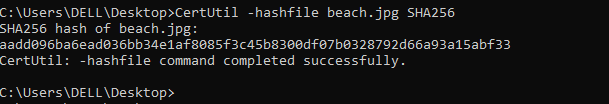 C:\Users\DELL\Desktop>CertUtil -hashfile beach.jpg SHA256
SHA256 hash of beach.jpg:
aadd096ba6ead036bb34e1af8085f3c45b8300df07b0328792d66a93a15abf33
CertUtil: -hashfile command completed successfully.
C:\Users\DELL\Desktop>